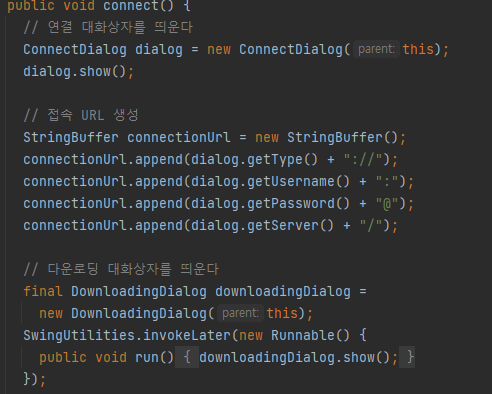 public void connect() {
// 연결 대화상자를 띄운다
ConnectDialog dialog = new ConnectDialog( parent: this);
dialog.show();
// 접속 URL 생성
StringBuffer connectionUrl = new StringBuffer();
connectionUrl.append(dialog.getType() + "://");
connectionUrl.append(dialog.getUsername() + ":");
connectionUrl.append(dialog.getPassword() + "@");
connectionUrl.append(dialog.getServer() + "/");
// 다운로딩 대화상자를 띄운다
final DownloadingDialog downloadingDialog =
new DownloadingDialog( parent: this);
SwingUtilities.invokeLater(new Runnable() {
public void run() { downloadingDialog.show(); }
});